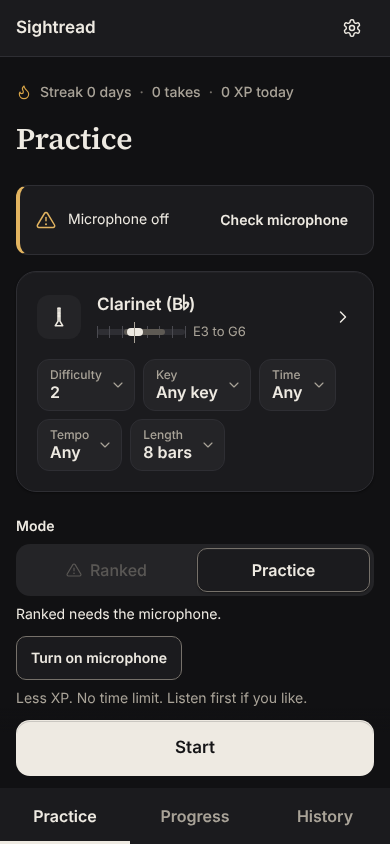 Sightread
Streak 0 days · 0 takes · 0 XP today
Practice
Microphone off
Check microphone
Clarinet (B♭)
E3 to G6
Difficulty
2
Key
Any key
Time
Any
Tempo
Any
Length
8 bars
Mode
Ranked
Practice
Ranked needs the microphone.
Turn on microphone
Less XP. No time limit. Listen first if you like.
Start
Practice
Progress
History